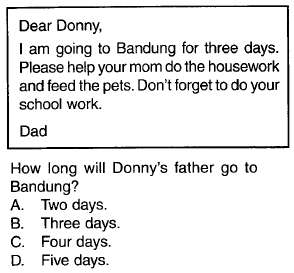 Dear Donny,
I am going to Bandung for three days.
Please help your mom do the housework
and feed the pets. Don't forget to do your
school work.
Dad
How long will Donny's father go to
Bandung?
A. Two days.
B. Three days.
C. Four days.
D. Five days.